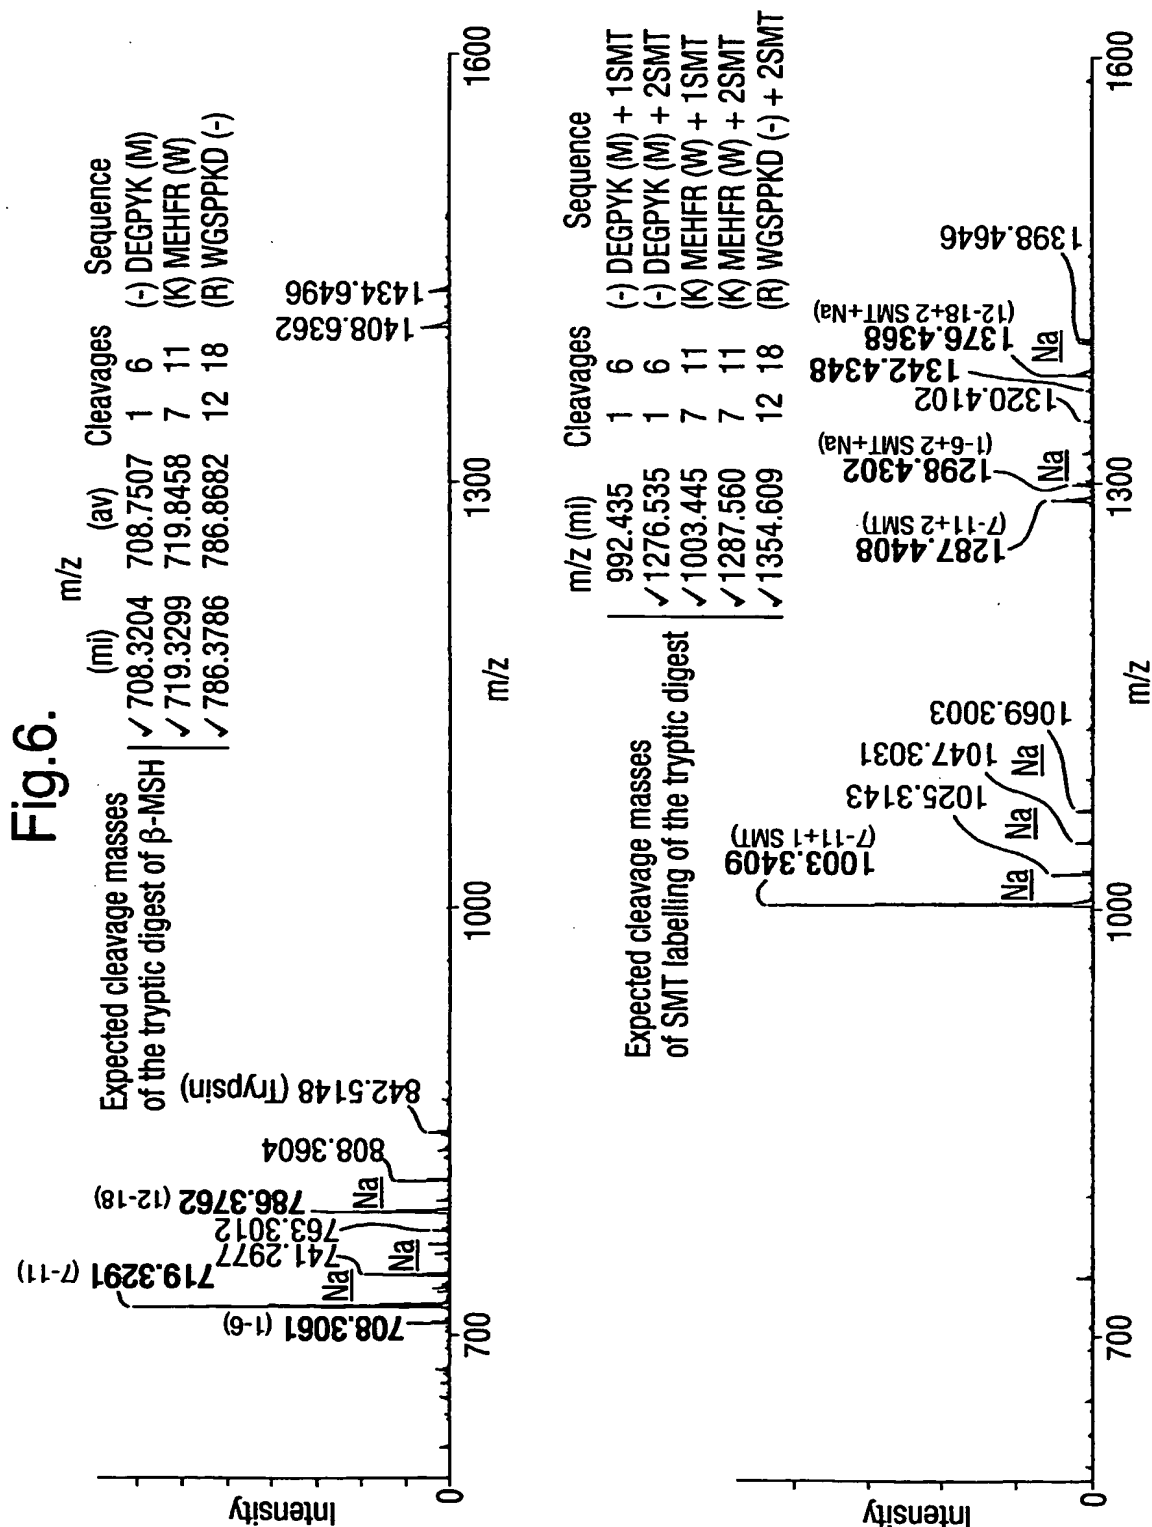 Fig.6.
Expected cleavage masses
of the tryptic digest of β-MSH
m/z
(mi) (av) Cleavages Sequence
✓ 708.3204 708.7507 1 6 (-) DEGPYK (M)
✓ 719.3299 719.8458 7 11 (K) MEHFR (W)
✓ 786.3786 786.8682 12 18 (R) WGSPPKD (-)
Intensity
0
708.3061 (1-6)
719.3291 (7-11)
Na
741.2977
Na
763.3012
786.3762 (12-18)
Na
808.3604
842.5148 (Trypsin)
1408.6362
1434.6496
700
1000
1300
1600
m/z
Expected cleavage masses
of SMT labelling of the tryptic digest
m/z (mi) Cleavages Sequence
992.435 1 6 (-) DEGPYK (M) + 1SMT
✓ 1276.535 1 6 (-) DEGPYK (M) + 2SMT
✓ 1003.445 7 11 (K) MEHFR (W) + 1SMT
✓ 1287.560 7 11 (K) MEHFR (W) + 2SMT
✓ 1354.609 12 18 (R) WGSPPKD (-) + 2SMT
Intensity
0
1003.3409
(7-11+1 SMT)
Na
1025.3143
Na
1047.3031
Na
1069.3003
1287.4408
(7-11+2 SMT)
1298.4302
(1-6+2 SMT+Na)
Na
1320.4102
1342.4348
1376.4368
(12-18+2 SMT+Na)
Na
1398.4646
700
1000
1300
1600
m/z